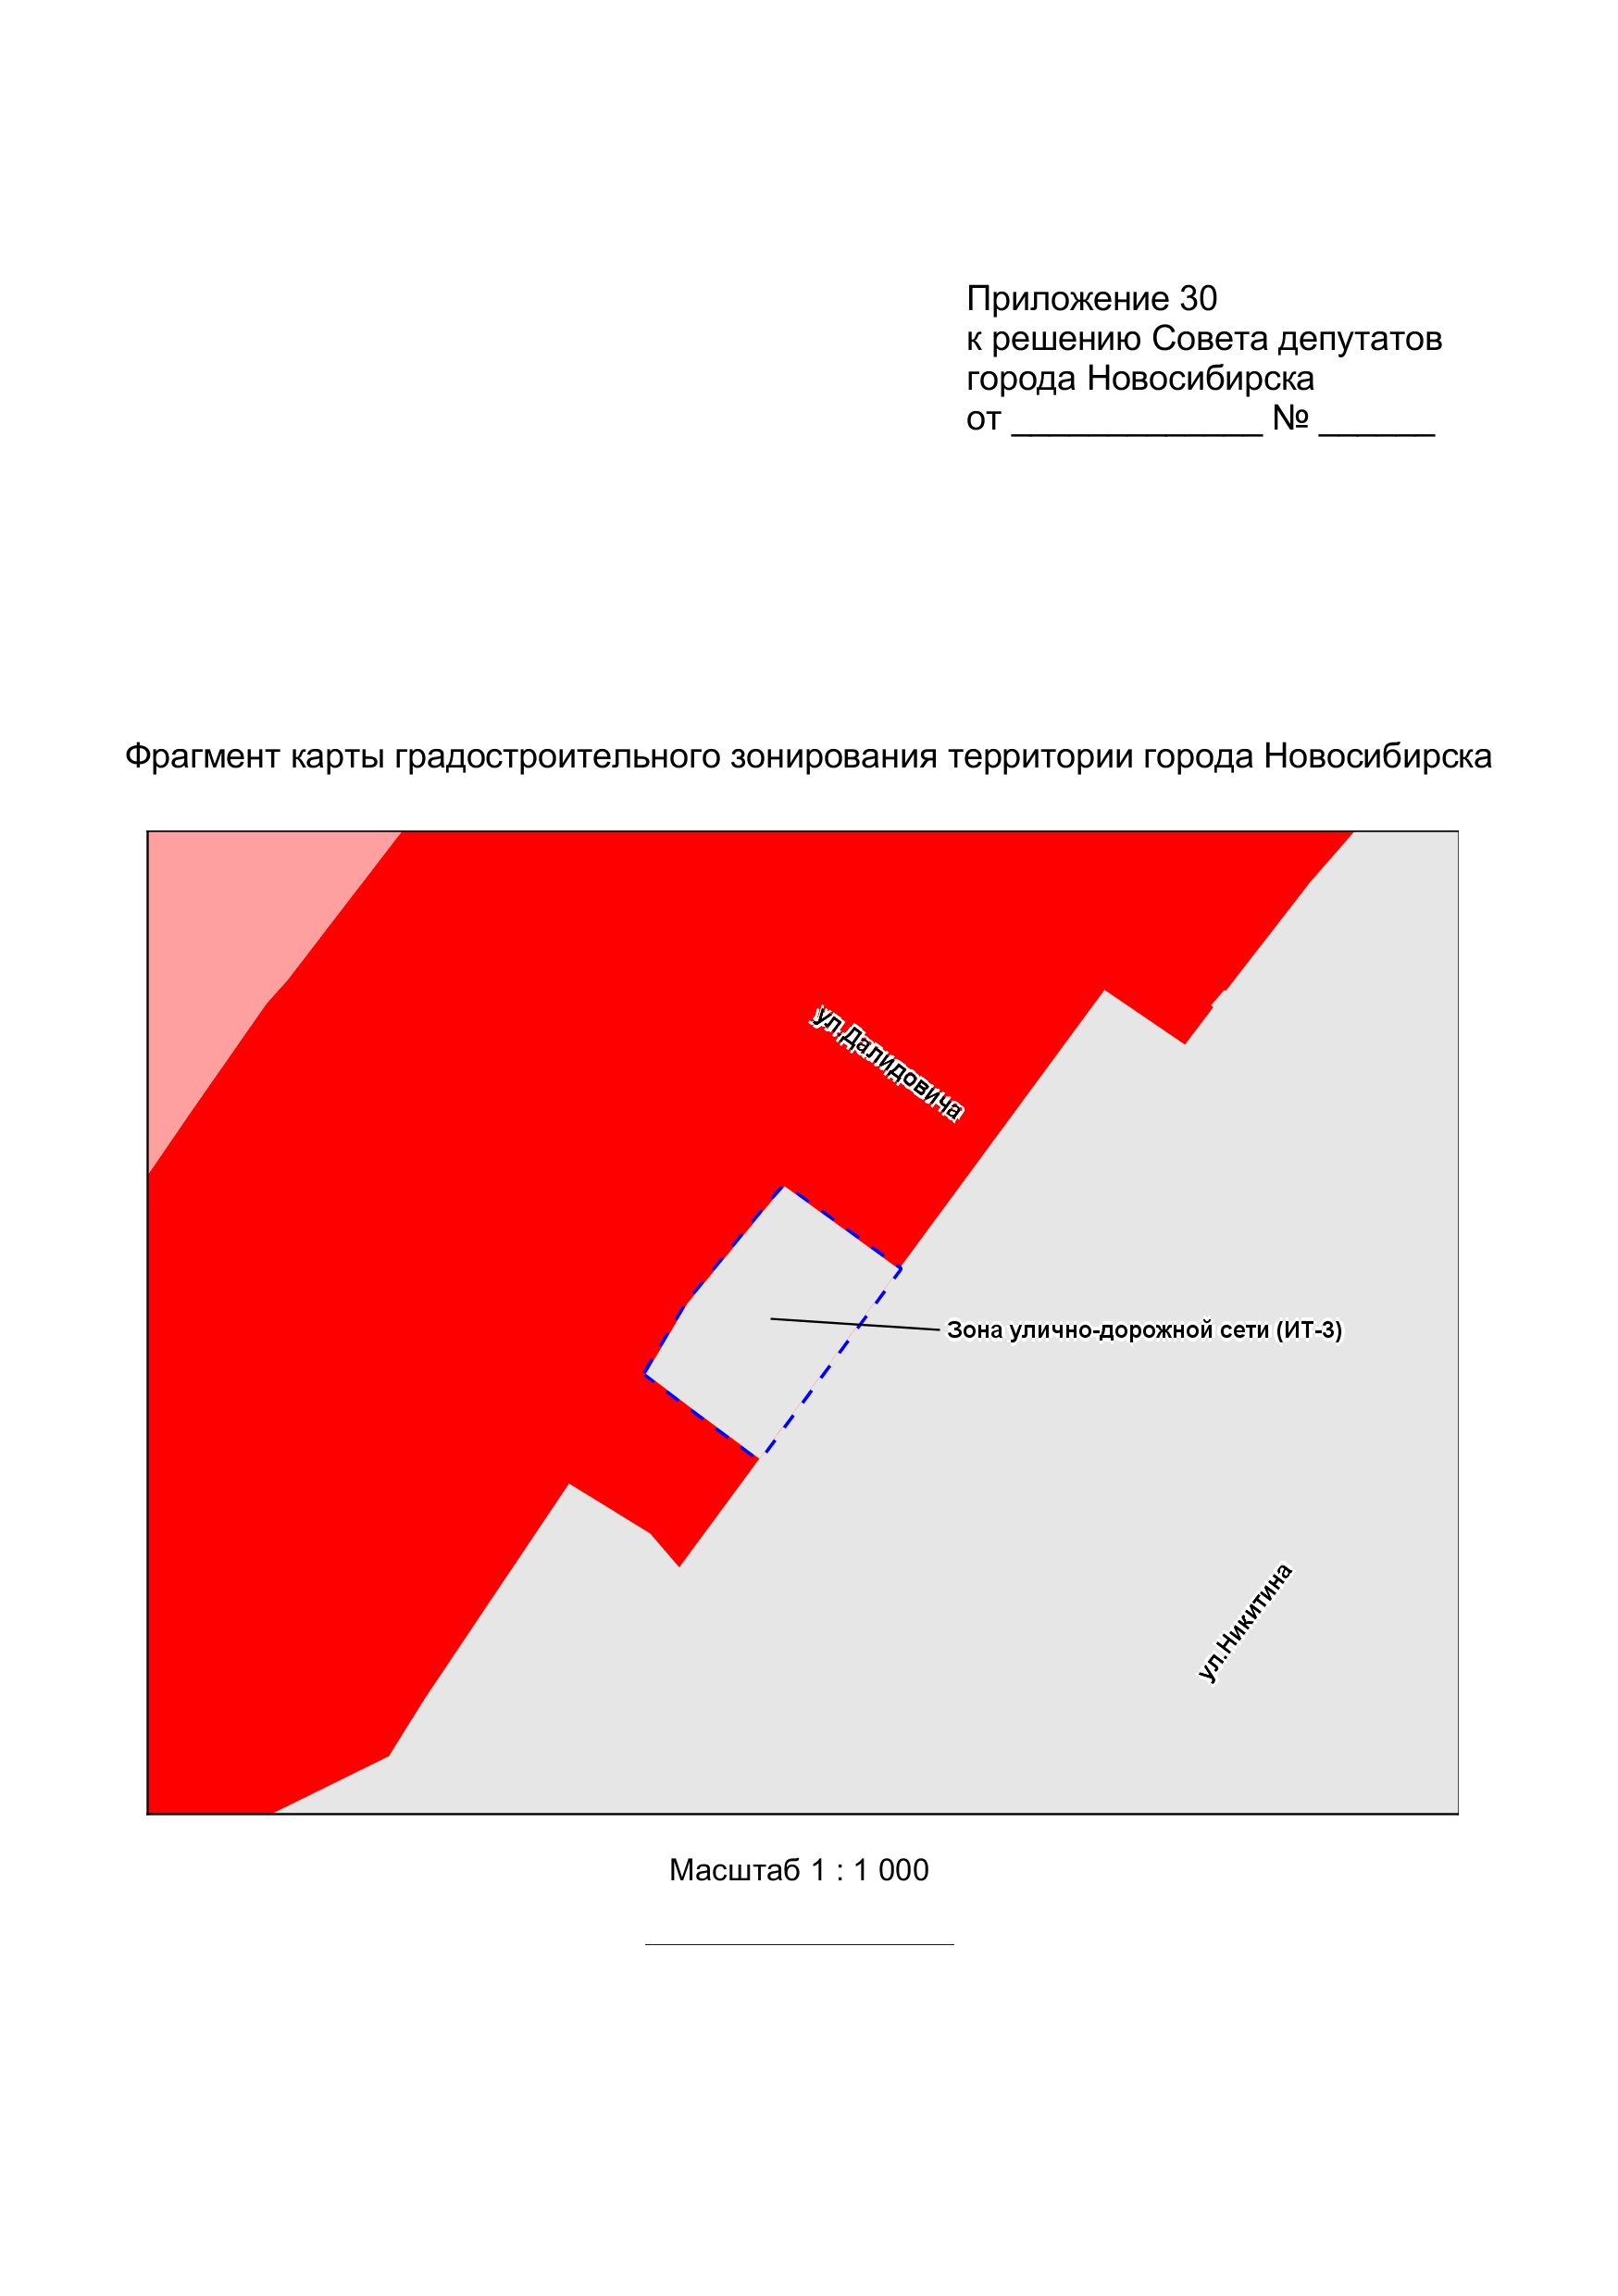 Приложение 30
к решению Совета депутатов
города Новосибирска
от _____________ № ______
Фрагмент карты градостроительного зонирования территории города Новосибирска
ул.Далидовича
Зона улично-дорожной сети (ИТ-3)
ул.Никитина
Масштаб 1 : 1 000